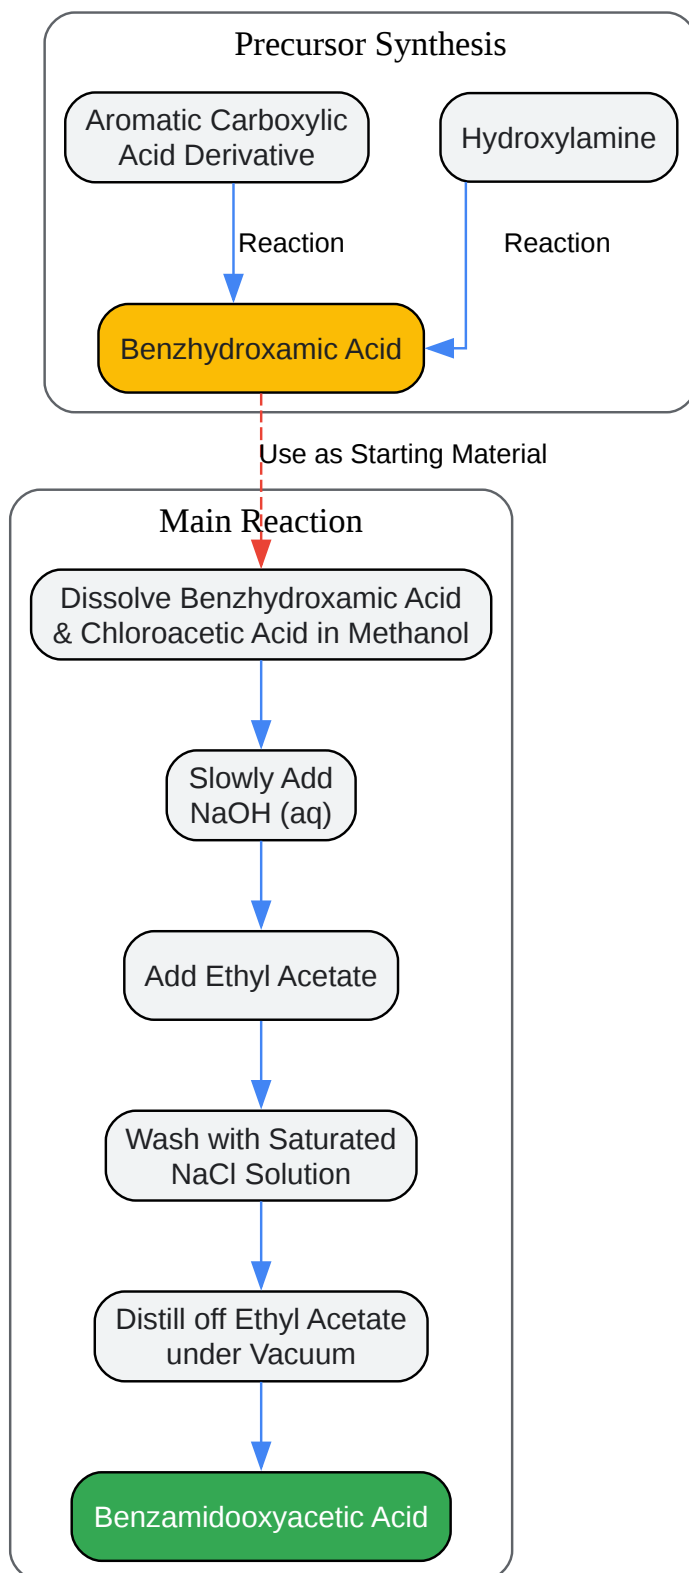 Precursor Synthesis
Aromatic Carboxylic
Acid Derivative
Hydroxylamine
Reaction
Reaction
Benzhydroxamic Acid
Use as Starting Material
Main Reaction
Dissolve Benzhydroxamic Acid
& Chloroacetic Acid in Methanol
Slowly Add
NaOH (aq)
Add Ethyl Acetate
Wash with Saturated
NaCl Solution
Distill off Ethyl Acetate
under Vacuum
Benzamidooxyacetic Acid